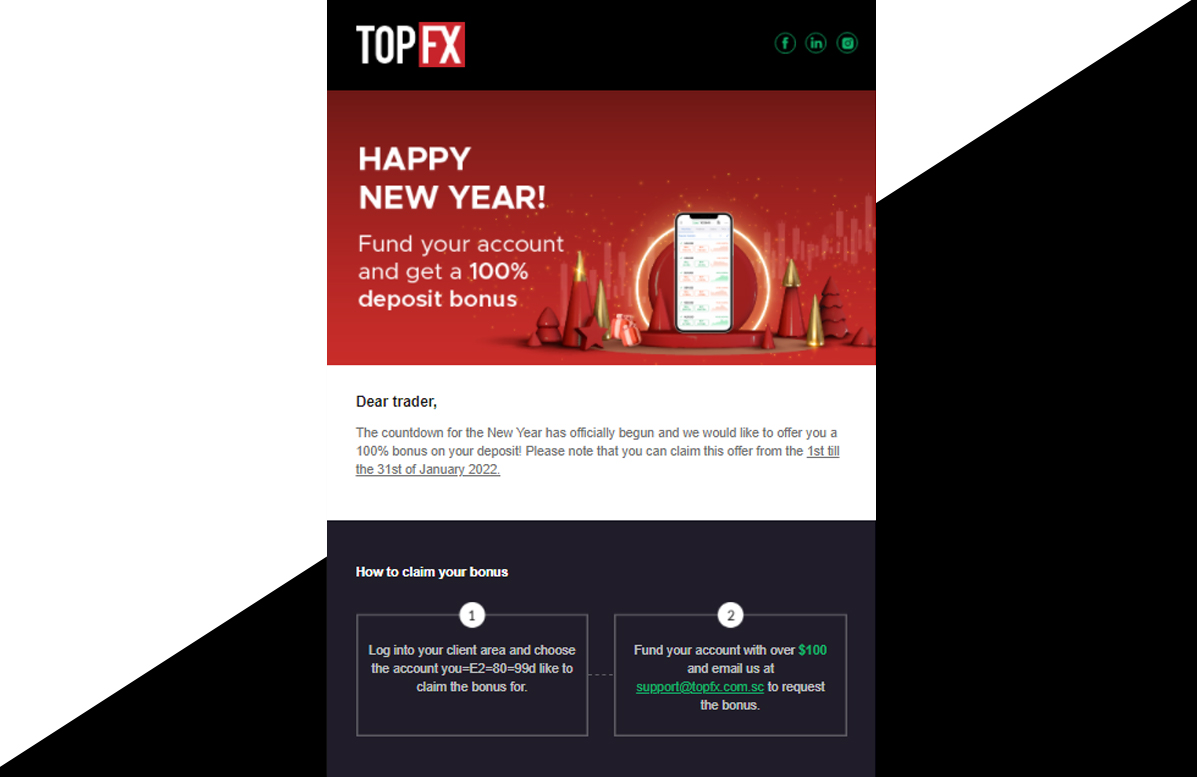 TOPFX
HAPPY
NEW YEAR!
Fund your account
and get a 100%
deposit bonus
Dear trader,
The countdown for the New Year has officially begun and we would like to offer you a
100% bonus on your deposit! Please note that you can claim this offer from the 1st till
the 31st of January 2022.
How to claim your bonus
1
Log into your client area and choose
the account you=E2=80=99d like to
claim the bonus for.
2
Fund your account with over $100
and email us at
support@topfx.com.sc to request
the bonus.